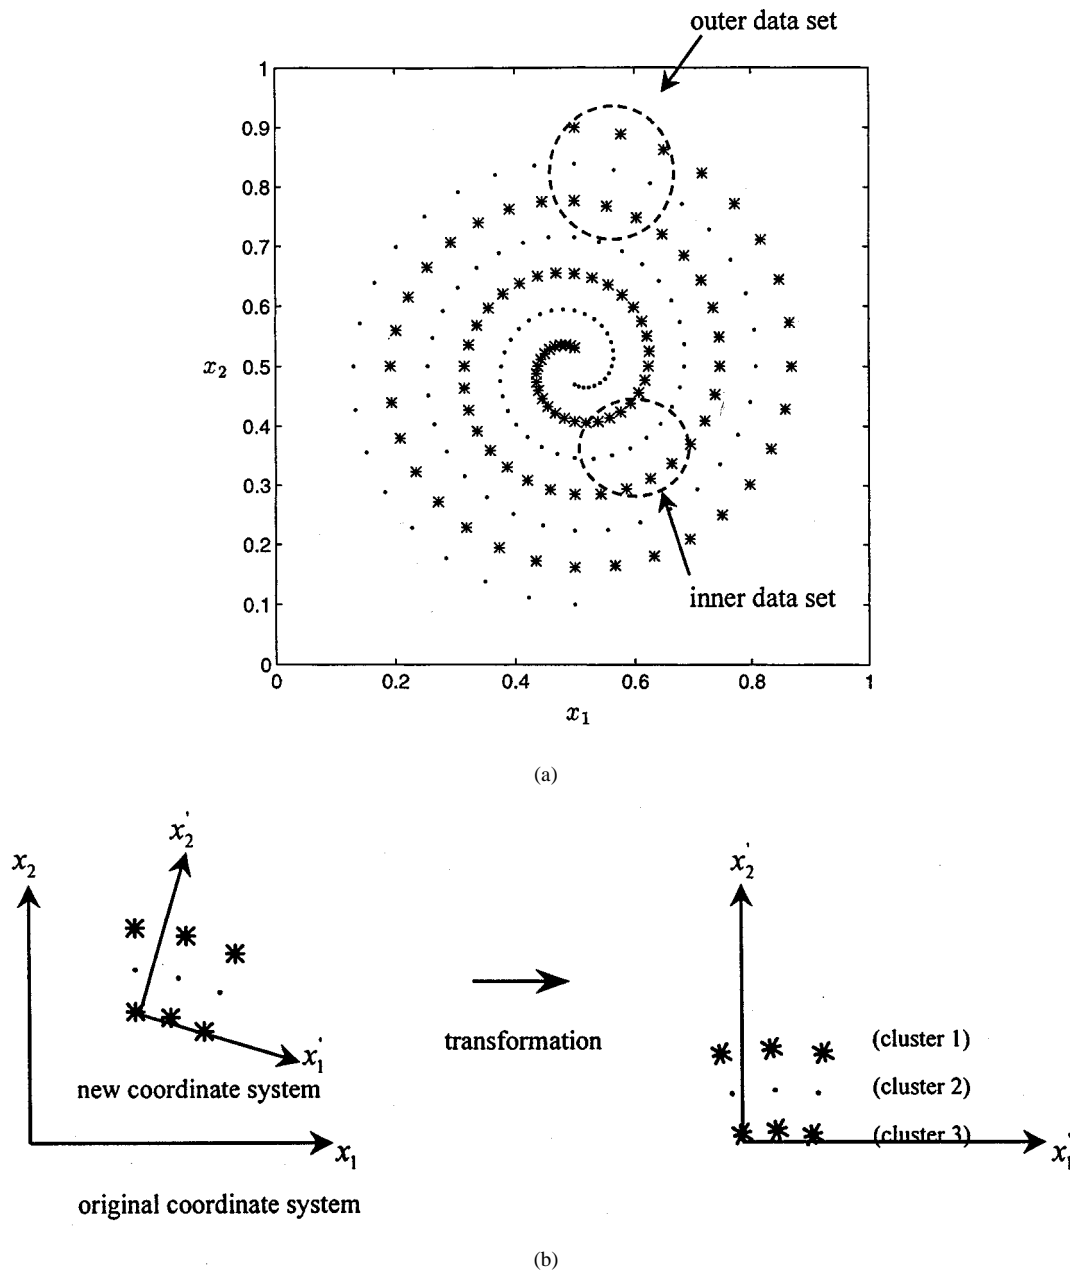 outer data set
1
0.9
0.8
0.7
0.6
x₂ 0.5
0.4
0.3
0.2
0.1
0
inner data set
0 0.2 0.4 0.6 0.8 1
x₁
(a)
x₂'
x₂
x₁'
new coordinate system
x₁
original coordinate system
transformation
x₂'
(cluster 1)
(cluster 2)
(cluster 3)
x₁'
(b)